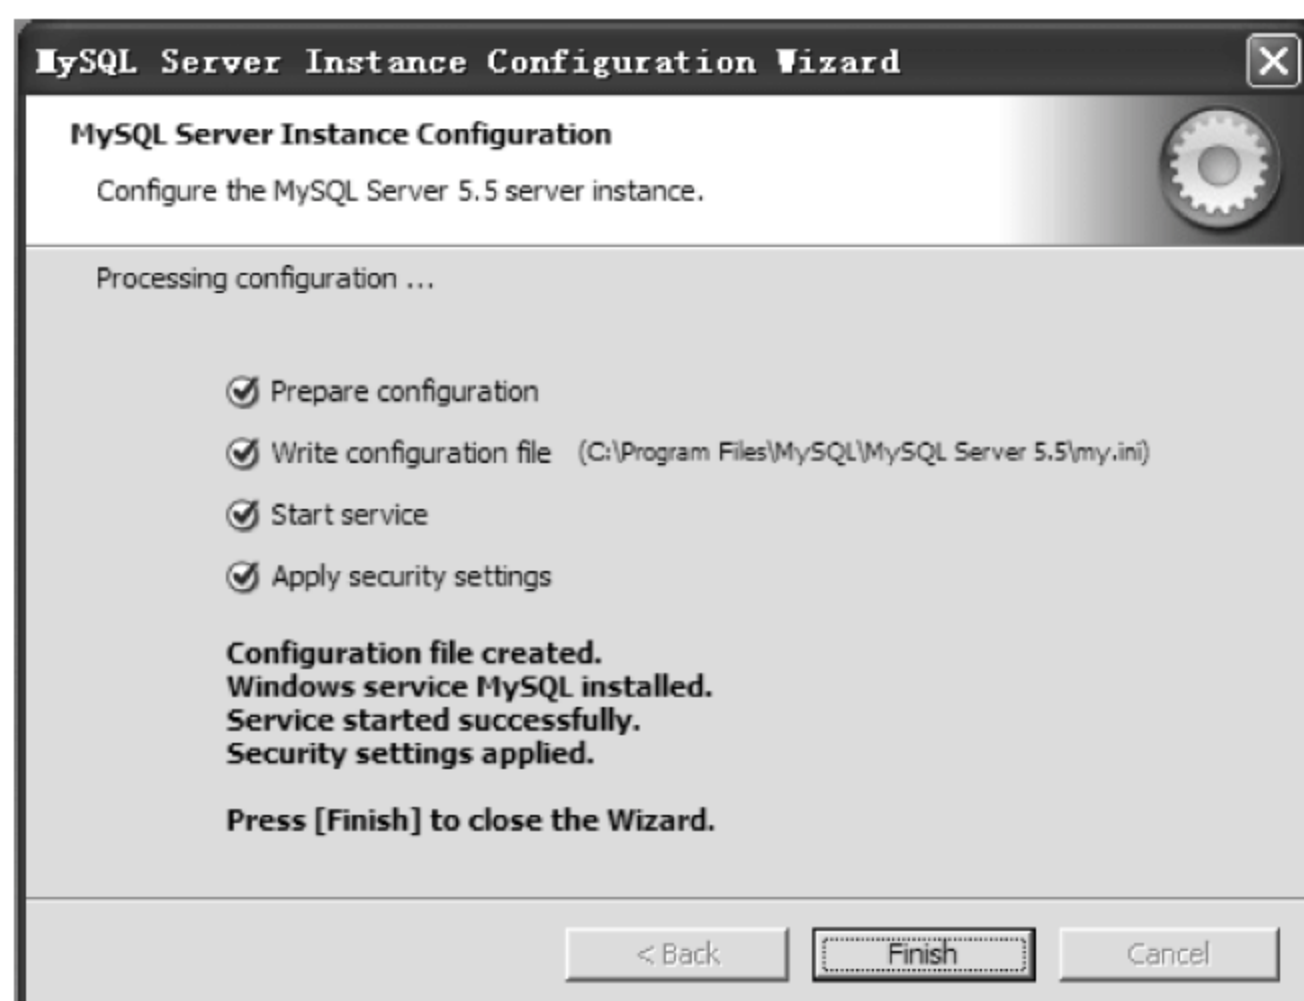 MySQL Server Instance Configuration Wizard
MySQL Server Instance Configuration
Configure the MySQL Server 5.5 server instance.
Processing configuration ...
Prepare configuration
Write configuration file (C:\Program Files\MySQL\MySQL Server 5.5\my.ini)
Start service
Apply security settings
Configuration file created.
Windows service MySQL installed.
Service started successfully.
Security settings applied.
Press [Finish] to close the Wizard.
< Back Finish Cancel